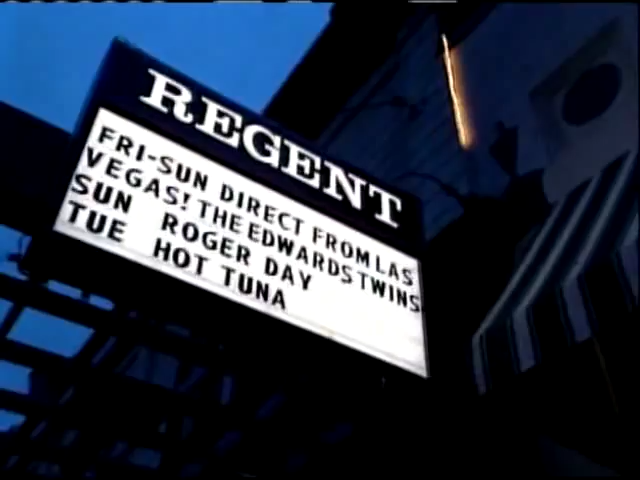 REGENT
FRI-SUN DIRECT FROM LAS
VEGAS! THE EDWARDS TWINS
SUN ROGER DAY
TUE HOT TUNA